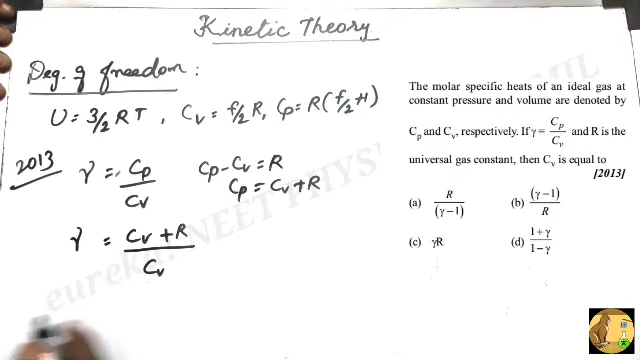 Kinetic Theory
Deg. of freedom :
U = 3/2 RT , Cv = f/2 R, Cp = R(f/2+1)
2013
γ = Cp/Cv
Cp - Cv = R
Cp = Cv + R
γ = Cv + R/Cv
The molar specific heats of an ideal gas at
constant pressure and volume are denoted by
Cp and Cv, respectively. If γ = Cp/Cv and R is the
universal gas constant, then Cv is equal to
[2013]
(a) R/(γ−1) (b) (γ−1)/R
(c) γR (d) 1+γ/1−γ